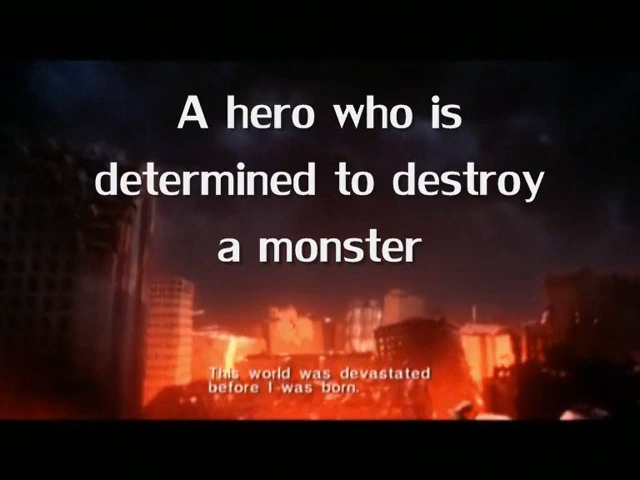 A hero who is
determined to destroy
a monster
This world was devastated
before I was born.